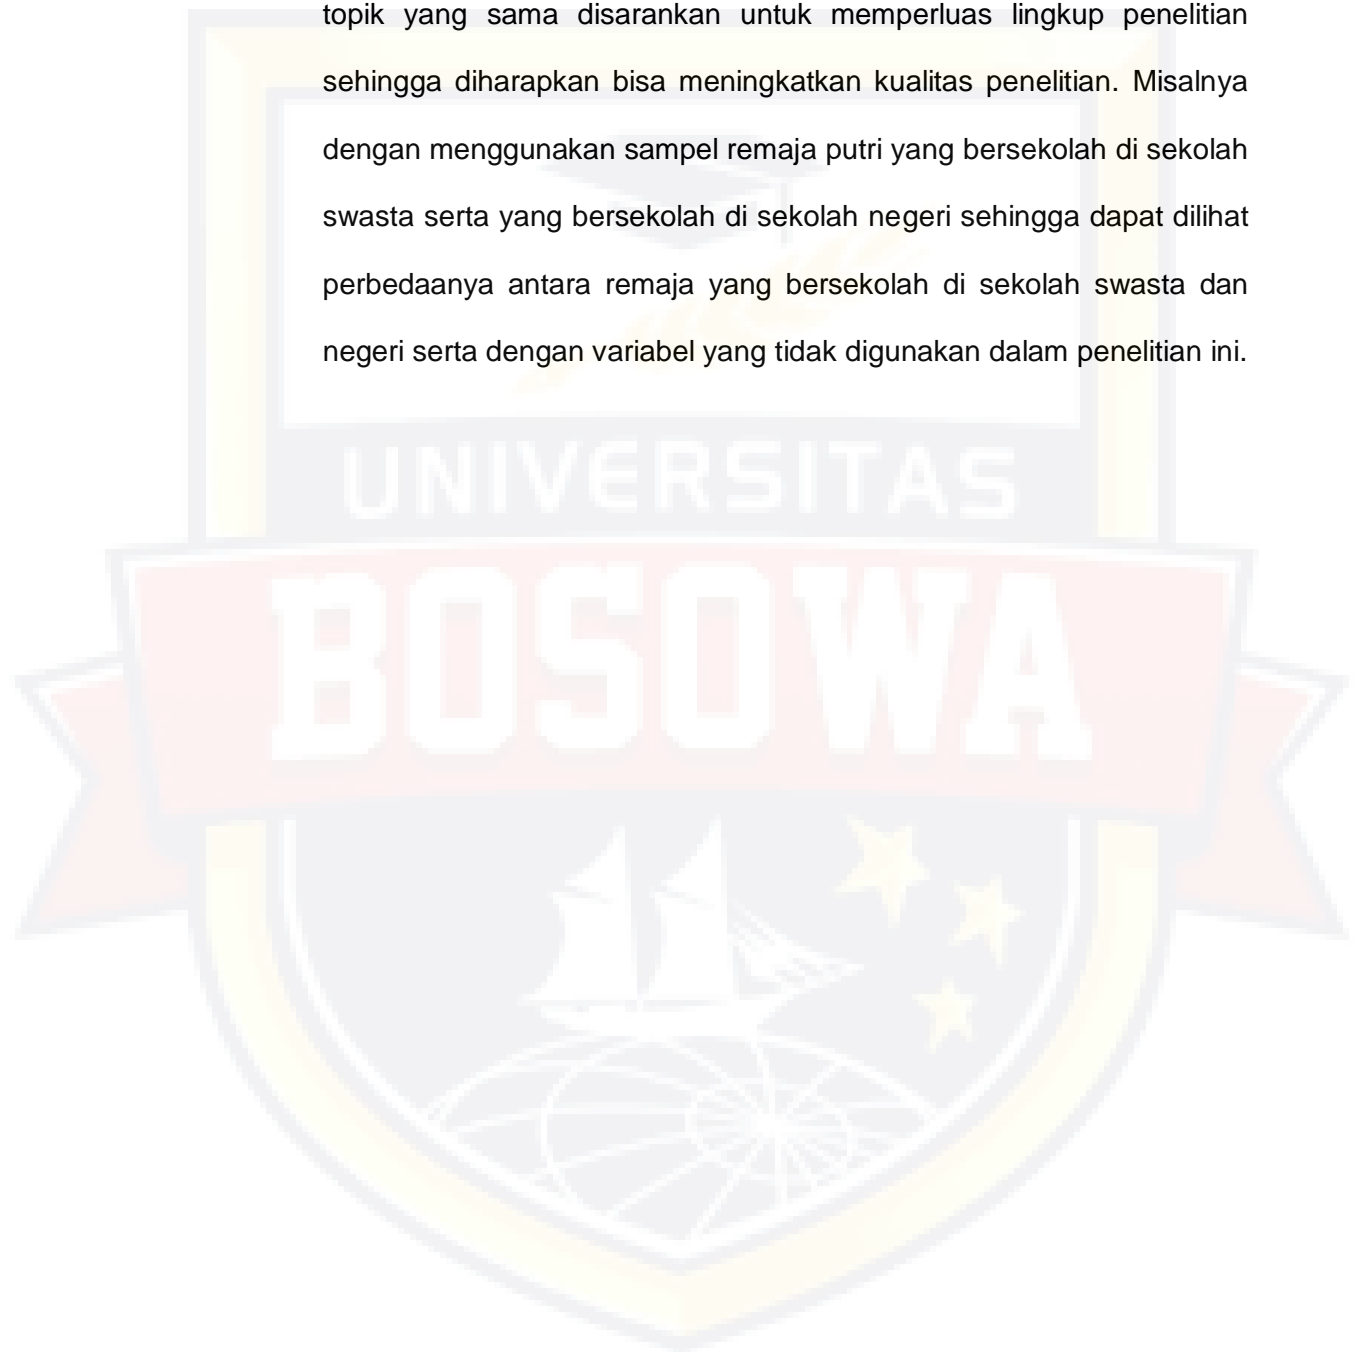 topik yang sama disarankan untuk memperluas lingkup penelitian
sehingga diharapkan bisa meningkatkan kualitas penelitian. Misalnya
dengan menggunakan sampel remaja putri yang bersekolah di sekolah
swasta serta yang bersekolah di sekolah negeri sehingga dapat dilihat
perbedaanya antara remaja yang bersekolah di sekolah swasta dan
negeri serta dengan variabel yang tidak digunakan dalam penelitian ini.
UNIVERSITAS
BOSOWA